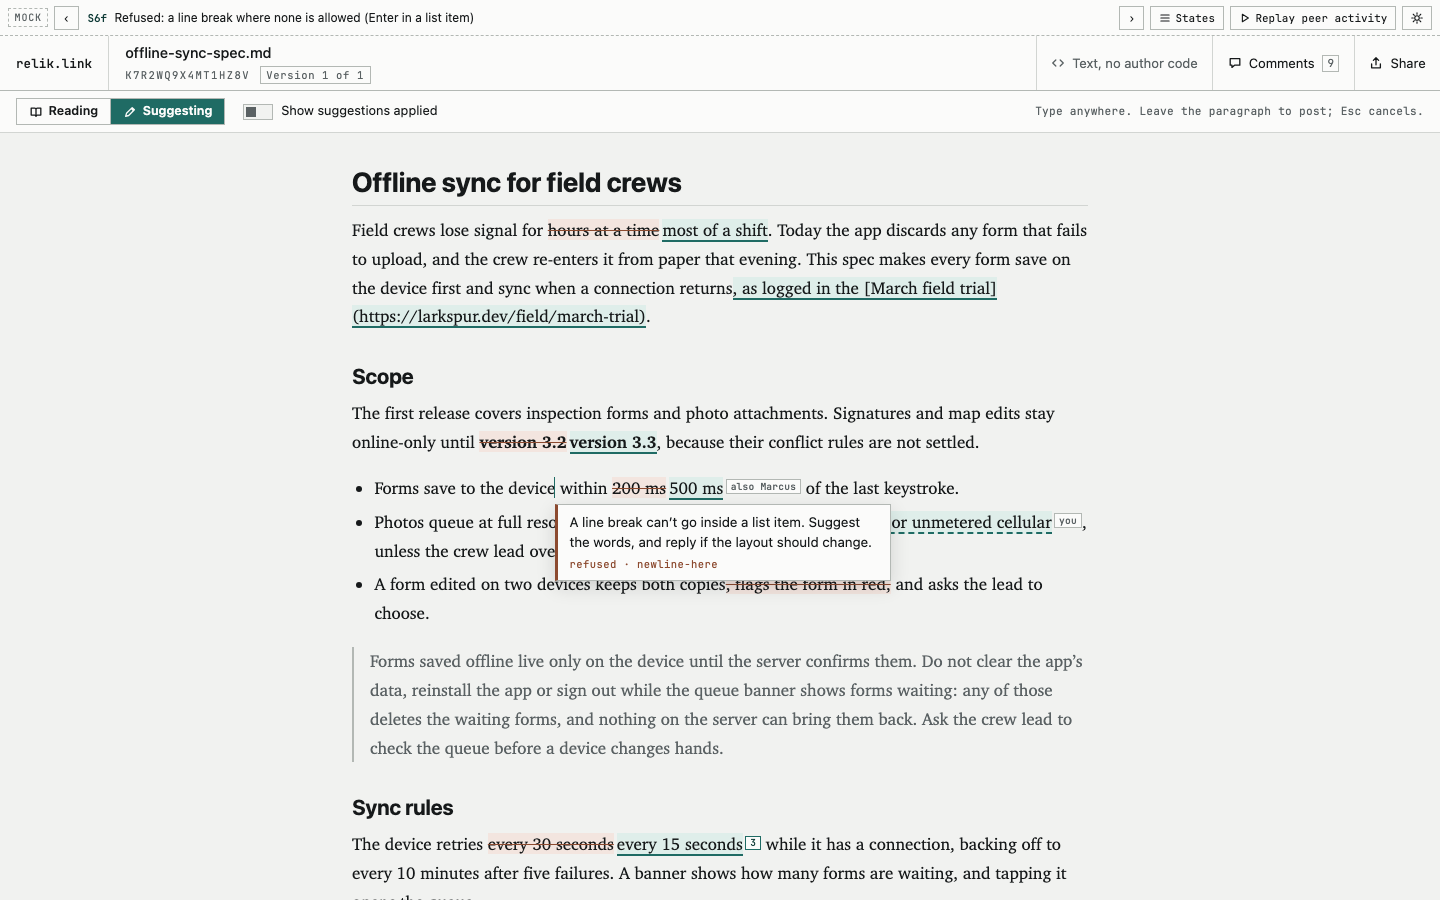 MOCK ‹ S6f Refused: a line break where none is allowed (Enter in a list item) › States Replay peer activity
relik.link offline-sync-spec.md
K7R2WQ9X4MT1HZ8V Version 1 of 1
Text, no author code Comments 9 Share
Reading Suggesting Show suggestions applied Type anywhere. Leave the paragraph to post; Esc cancels.
Offline sync for field crews
Field crews lose signal for hours at a time most of a shift. Today the app discards any form that fails
to upload, and the crew re-enters it from paper that evening. This spec makes every form save on
the device first and sync when a connection returns, as logged in the [March field trial]
(https://larkspur.dev/field/march-trial).
Scope
The first release covers inspection forms and photo attachments. Signatures and map edits stay
online-only until version 3.2 version 3.3, because their conflict rules are not settled.
• Forms save to the device within 200 ms 500 ms also Marcus of the last keystroke.
• Photos queue at full reso or unmetered cellular you,
unless the crew lead ove
A line break can’t go inside a list item. Suggest
the words, and reply if the layout should change.
refused · newline-here
• A form edited on two devices keeps both copies, flags the form in red, and asks the lead to
choose.
Forms saved offline live only on the device until the server confirms them. Do not clear the app’s
data, reinstall the app or sign out while the queue banner shows forms waiting: any of those
deletes the waiting forms, and nothing on the server can bring them back. Ask the crew lead to
check the queue before a device changes hands.
Sync rules
The device retries every 30 seconds every 15 seconds 3 while it has a connection, backing off to
every 10 minutes after five failures. A banner shows how many forms are waiting, and tapping it